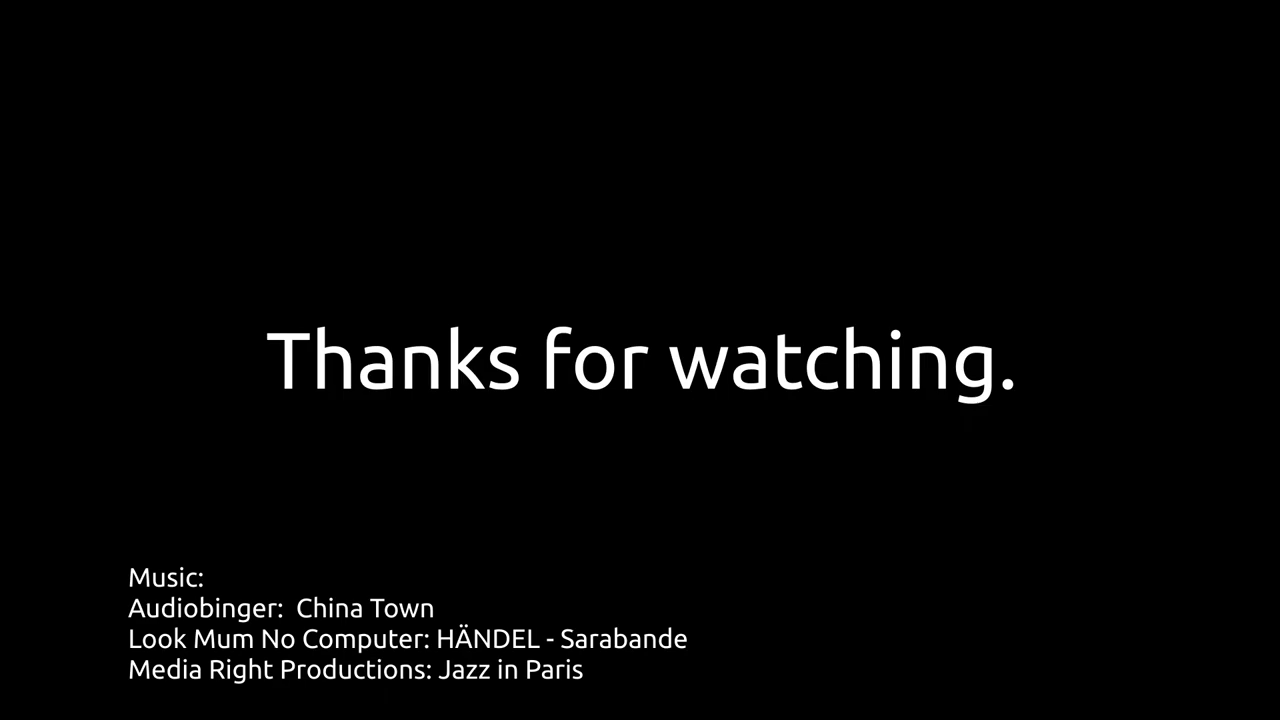 Thanks for watching.
Music:
Audiobinger:  China Town
Look Mum No Computer: HÄNDEL - Sarabande
Media Right Productions: Jazz in Paris